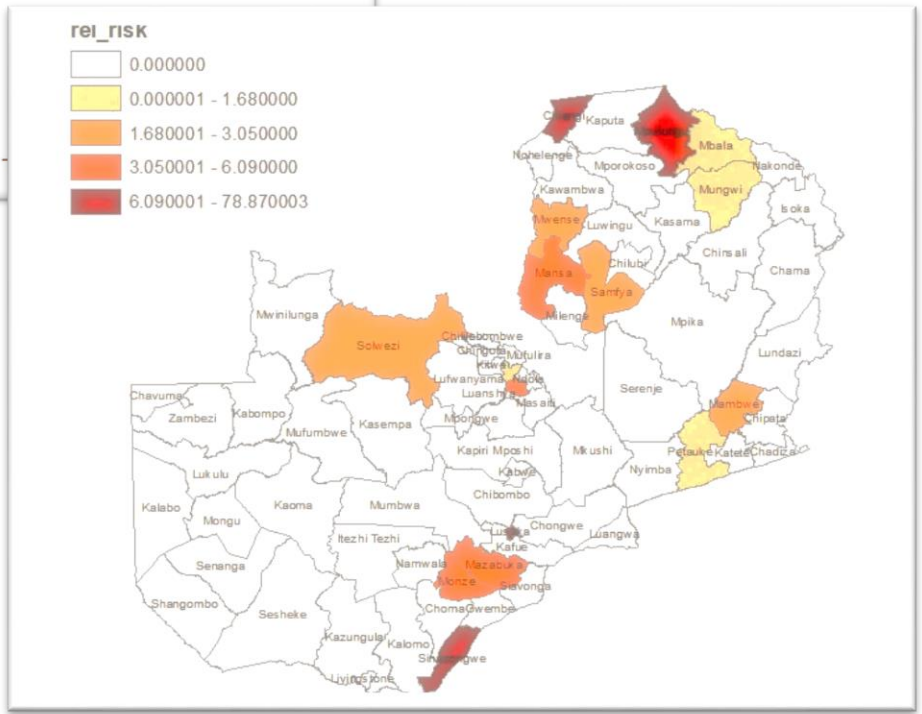 rel_risk
0.000000
0.000001 - 1.680000
1.680001 - 3.050000
3.050001 - 6.090000
6.090001 - 78.870003
Kaputa
Mbala
Nakonde
Mporokoso
Kawambwa
Mungwi
Isoka
Mwense
Luwingu
Kasama
Chinsali
Chilubi
Chama
Mansa
Samfya
Milenge
Mpika
Mwinilunga
Solwezi
Mufulira
Lundazi
Kitwe
Lufwanyama
Ndola
Luanshya
Masaiti
Serenje
Mambwe
Chavuma
Zambezi
Kabompo
Chipata
Mufumbwe
Kasempa
Mpongwe
Kapiri Mposhi
Mkushi
Petauke
Katete
Chadiza
Nyimba
Kabwe
Lukulu
Chibombo
Kalabo
Kaoma
Mumbwa
Mongu
Chongwe
Luangwa
Lusaka
Itezhi Tezhi
Kafue
Senanga
Namwala
Mazabuka
Monze
Siavonga
Shangombo
Sesheke
Choma
Gwembe
Kazungula
Kalomo
Livingstone